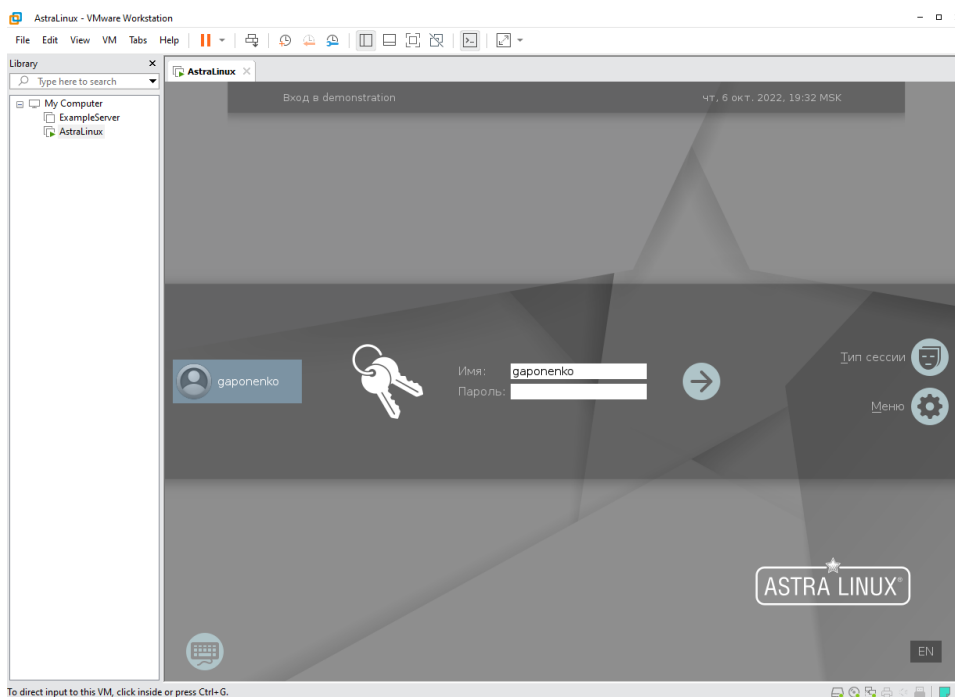 AstraLinux - VMware Workstation
File Edit View VM Tabs Help
Library
Type here to search
My Computer
ExampleServer
AstraLinux
AstraLinux
Вход в demonstration
чт, 6 окт. 2022, 19:32 MSK
gaponenko
Имя: gaponenko
Пароль:
Тип сессии
Меню
ASTRA LINUX®
EN
To direct input to this VM, click inside or press Ctrl+G.